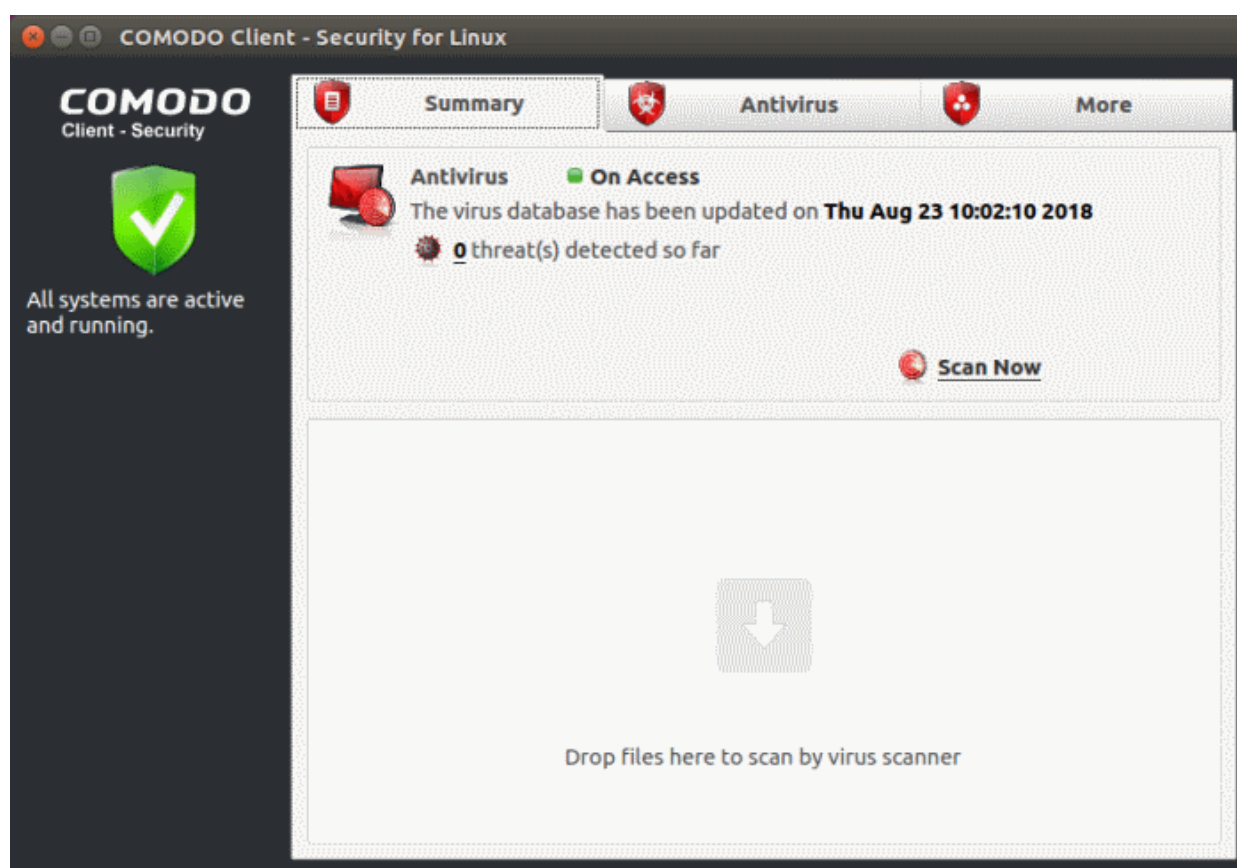 COMODO Client - Security for Linux
COMODO
Client - Security
Summary
Antivirus
More
Antivirus On Access
The virus database has been updated on Thu Aug 23 10:02:10 2018
0 threat(s) detected so far
All systems are active
and running.
Scan Now
Drop files here to scan by virus scanner